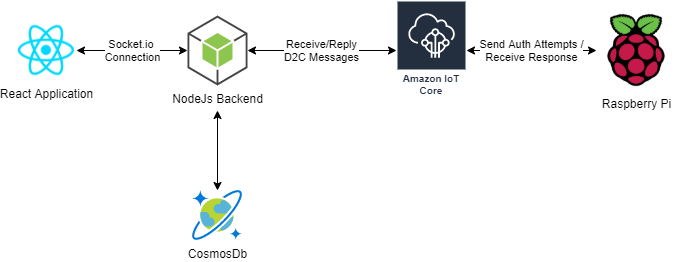 Socket.io
Connection
React Application
NodeJs Backend
Receive/Reply
D2C Messages
Amazon IoT
Core
Send Auth Attempts /
Receive Response
Raspberry Pi
CosmosDb